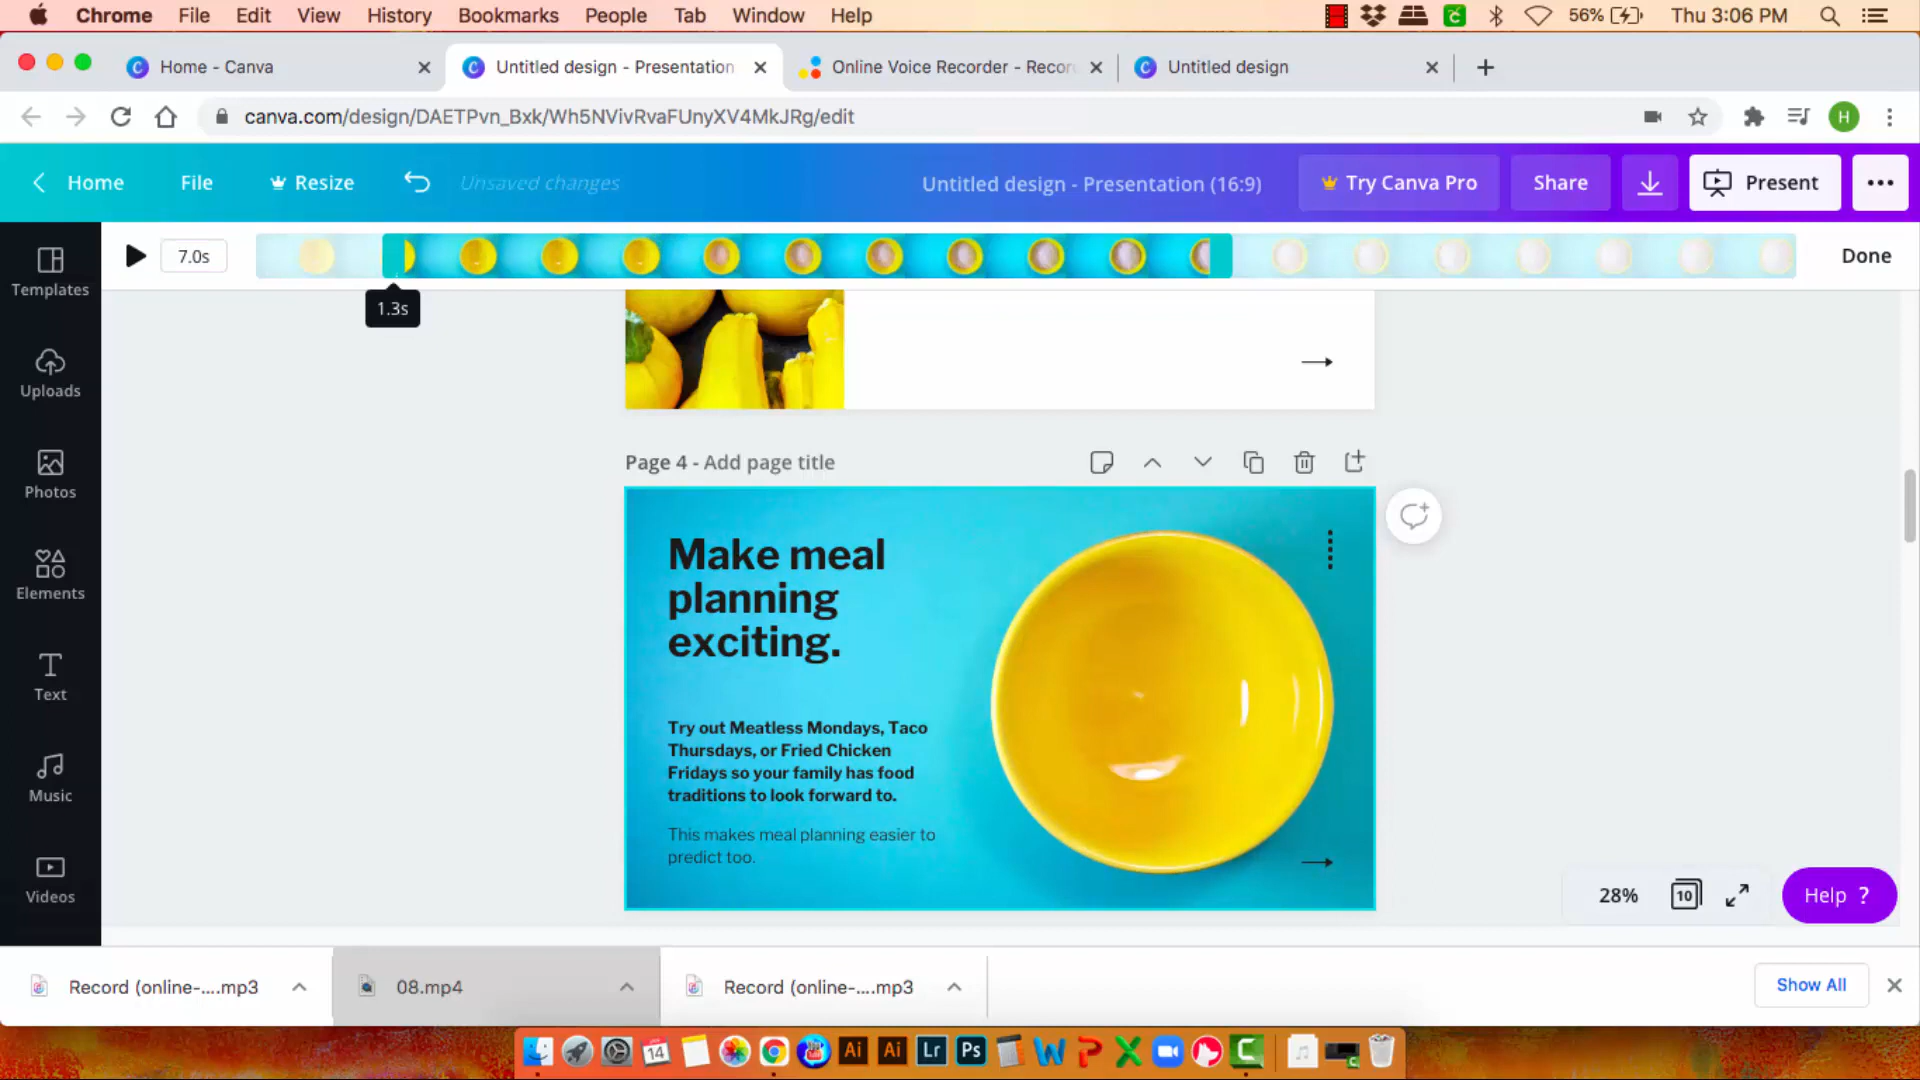 Chrome File Edit View History Bookmarks People Tab Window Help 56% Thu 3:06 PM
Home - Canva Untitled design - Presentation Online Voice Recorder - Recor Untitled design
canva.com/design/DAETPvn_Bxk/Wh5NVivRvaFUnyXV4MkJRg/edit H
Home File Resize Unsaved changes Untitled design - Presentation (16:9) Try Canva Pro Share Present
7.0s Done
1.3s
Templates
Uploads
Photos
Elements
Text
Music
Videos
Page 4 - Add page title
Make meal
planning
exciting.
Try out Meatless Mondays, Taco
Thursdays, or Fried Chicken
Fridays so your family has food
traditions to look forward to.
This makes meal planning easier to
predict too.
28% 10 Help ?
Record (online-....mp3 08.mp4 Record (online-....mp3 Show All
14 Ai Ai Lr Ps